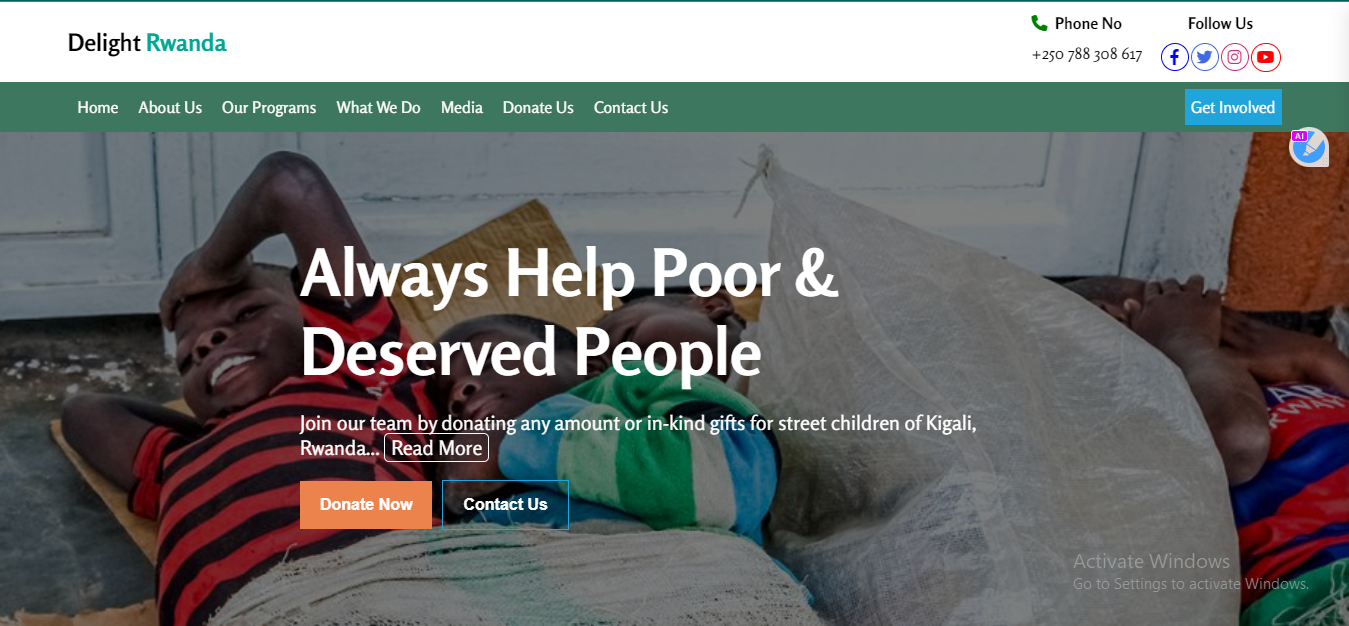 Delight Rwanda
Phone No
Follow Us
+250 788 308 617
Home About Us Our Programs What We Do Media Donate Us Contact Us Get Involved
AI
Always Help Poor &
Deserved People
Join our team by donating any amount or in-kind gifts for street children of Kigali,
Rwanda... Read More
Donate Now Contact Us
Activate Windows
Go to Settings to activate Windows.